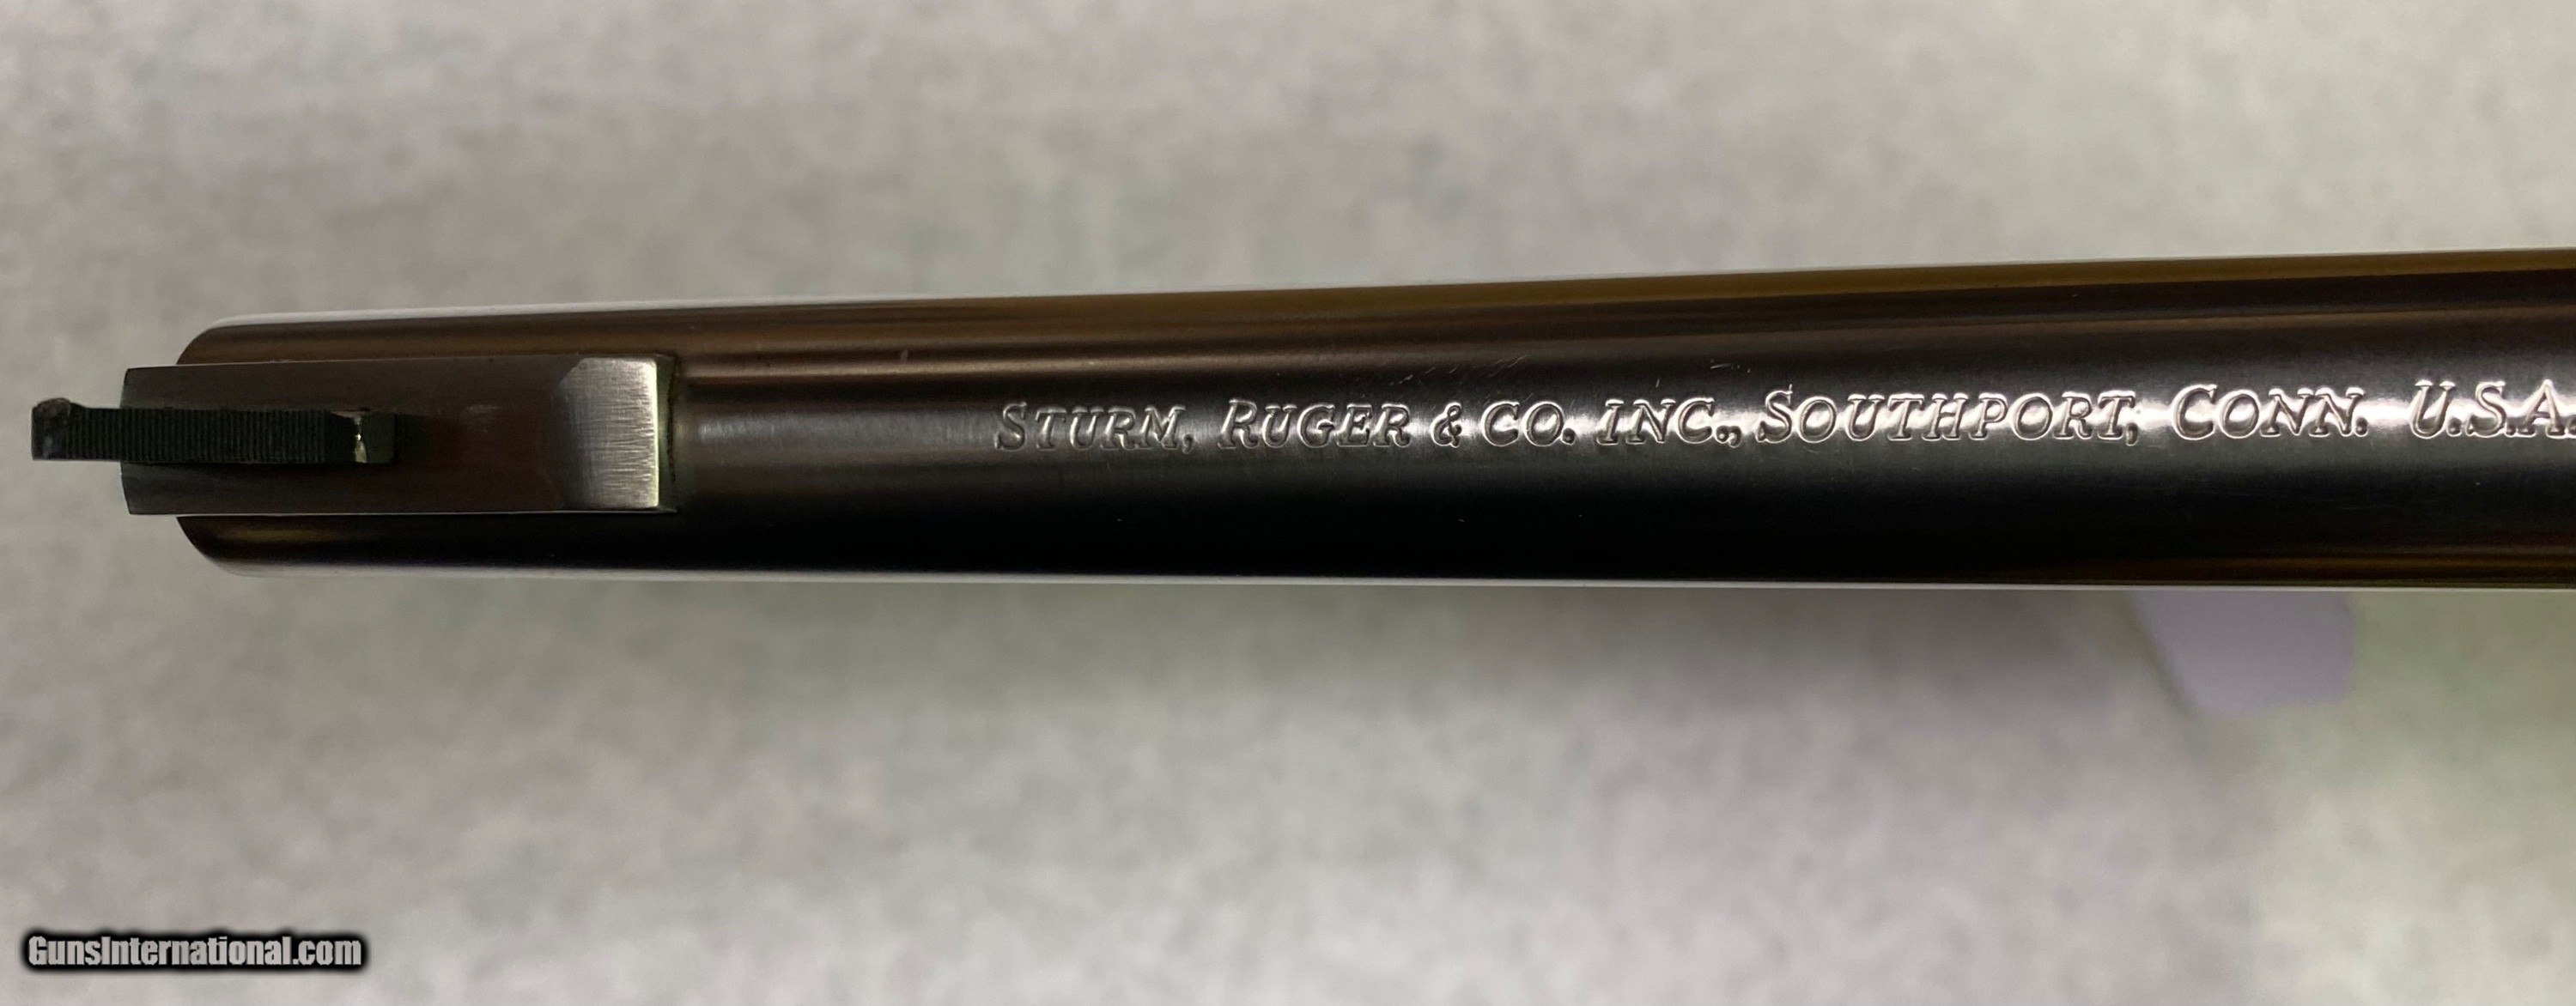 STURM, RUGER & CO. INC., SOUTHPORT, CONN. U.S.A.
GunsInternational.com